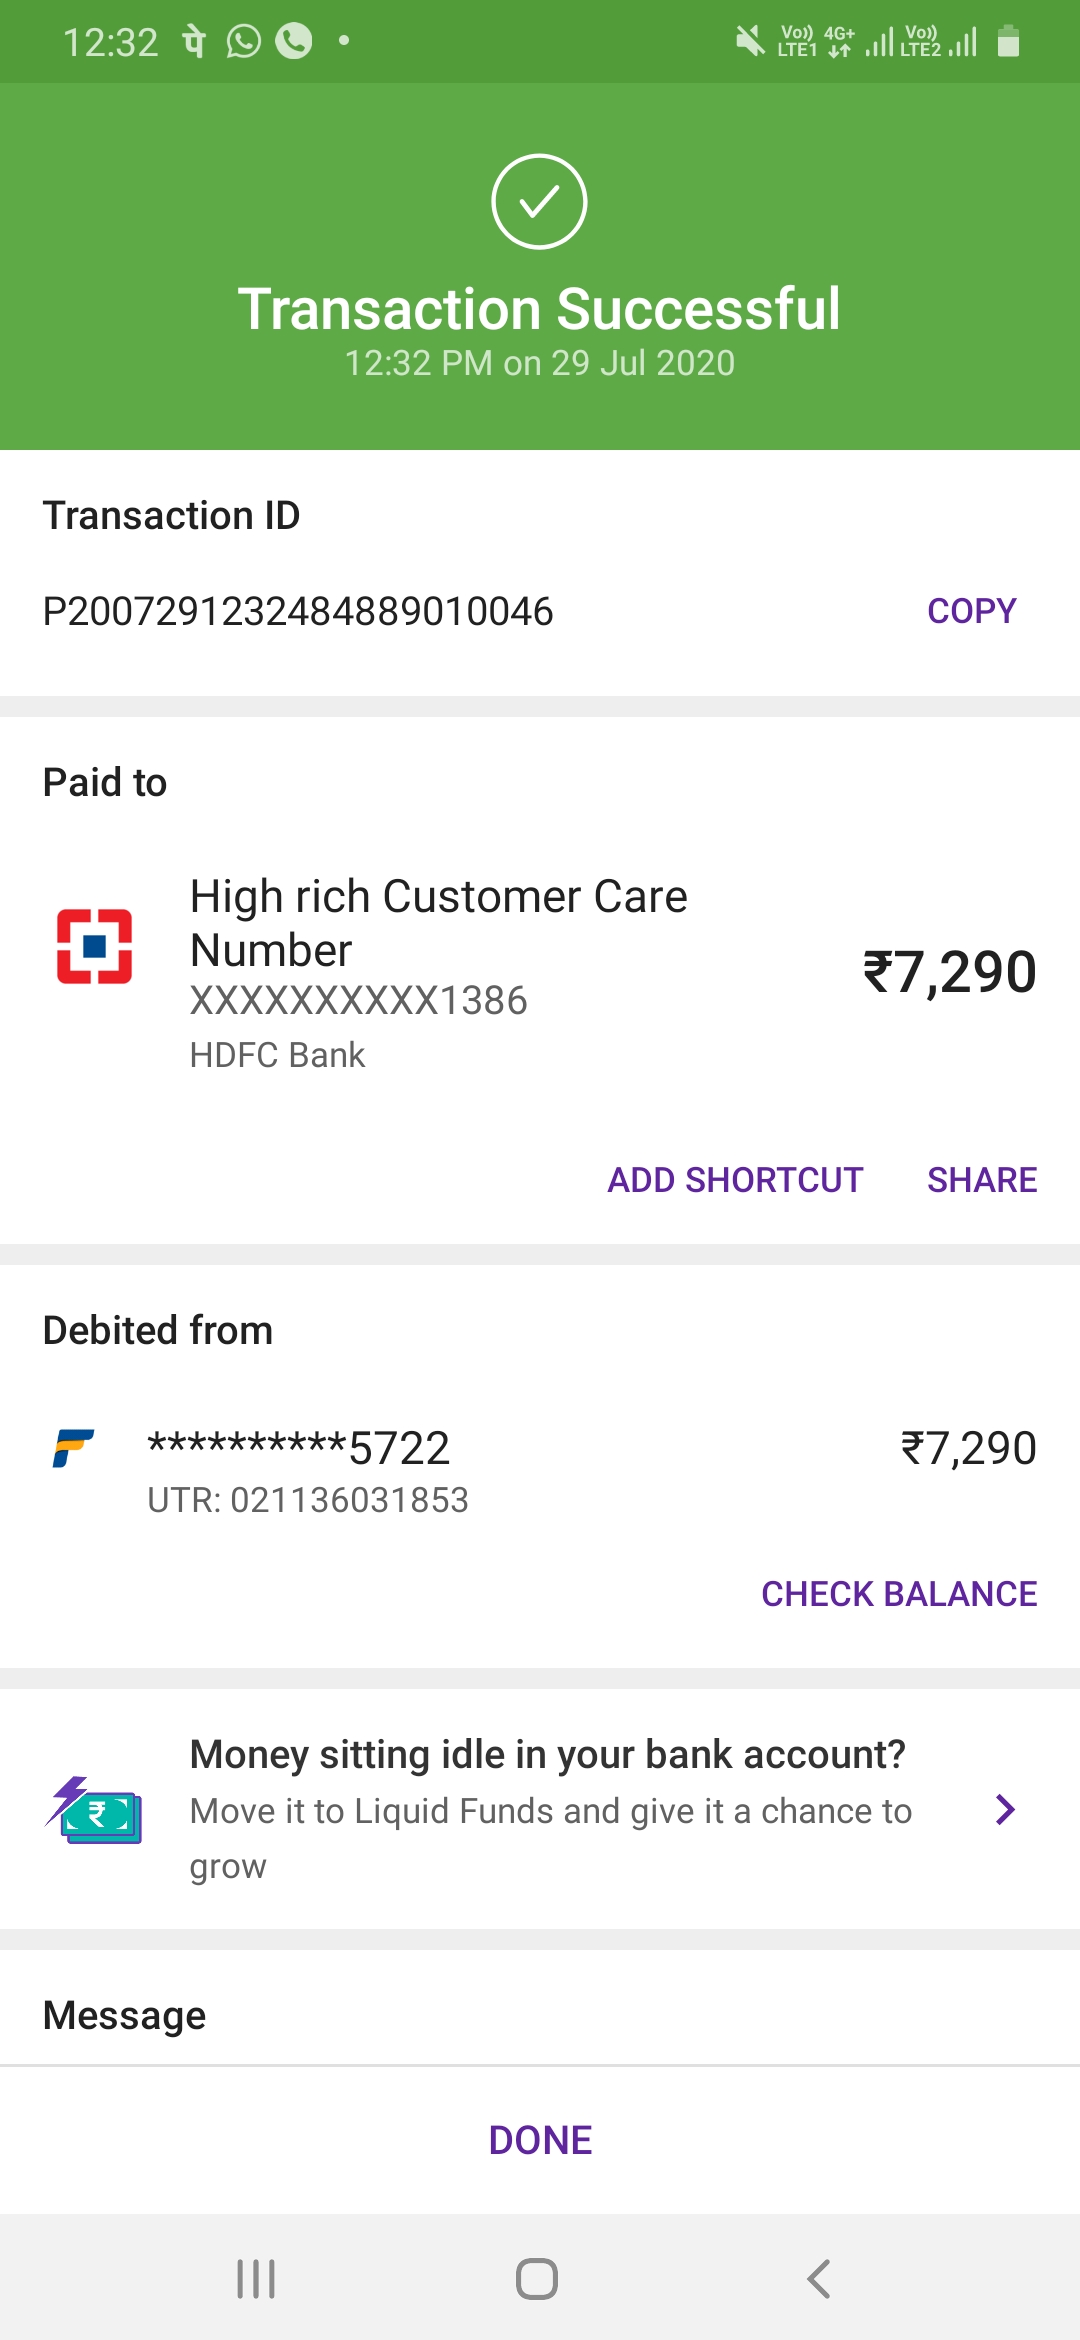 12:32 पे Vo)) 4G+ Vo))
LTE1 LTE2
Transaction Successful
12:32 PM on 29 Jul 2020
Transaction ID
P2007291232484889010046 COPY
Paid to
High rich Customer Care
Number
₹7,290
XXXXXXXXXX1386
HDFC Bank
ADD SHORTCUT SHARE
Debited from
**********5722 ₹7,290
UTR: 021136031853
CHECK BALANCE
Money sitting idle in your bank account?
Move it to Liquid Funds and give it a chance to
grow
Message
DONE